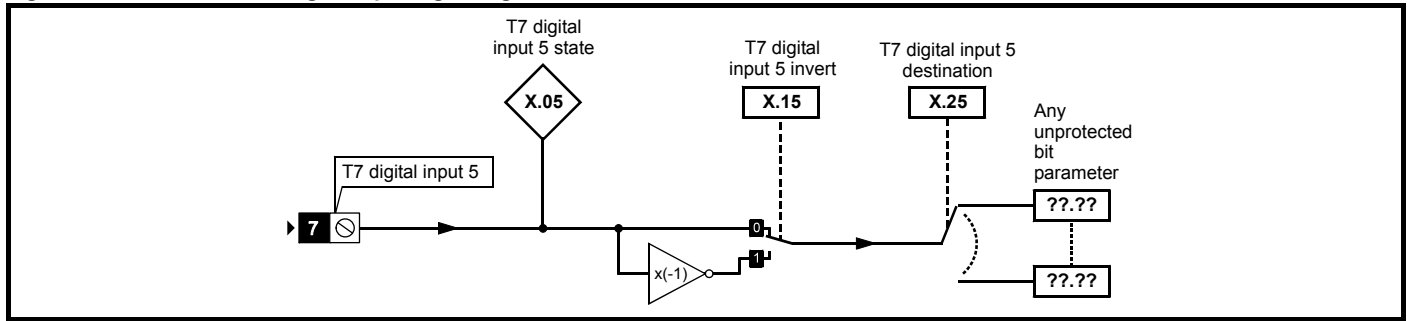 T7 digital
input 5 state
X.05
T7 digital
input 5 invert
X.15
T7 digital input 5
destination
X.25
Any
unprotected
bit
parameter
??.??
??.??
T7 digital input 5
7
0
1
x(-1)